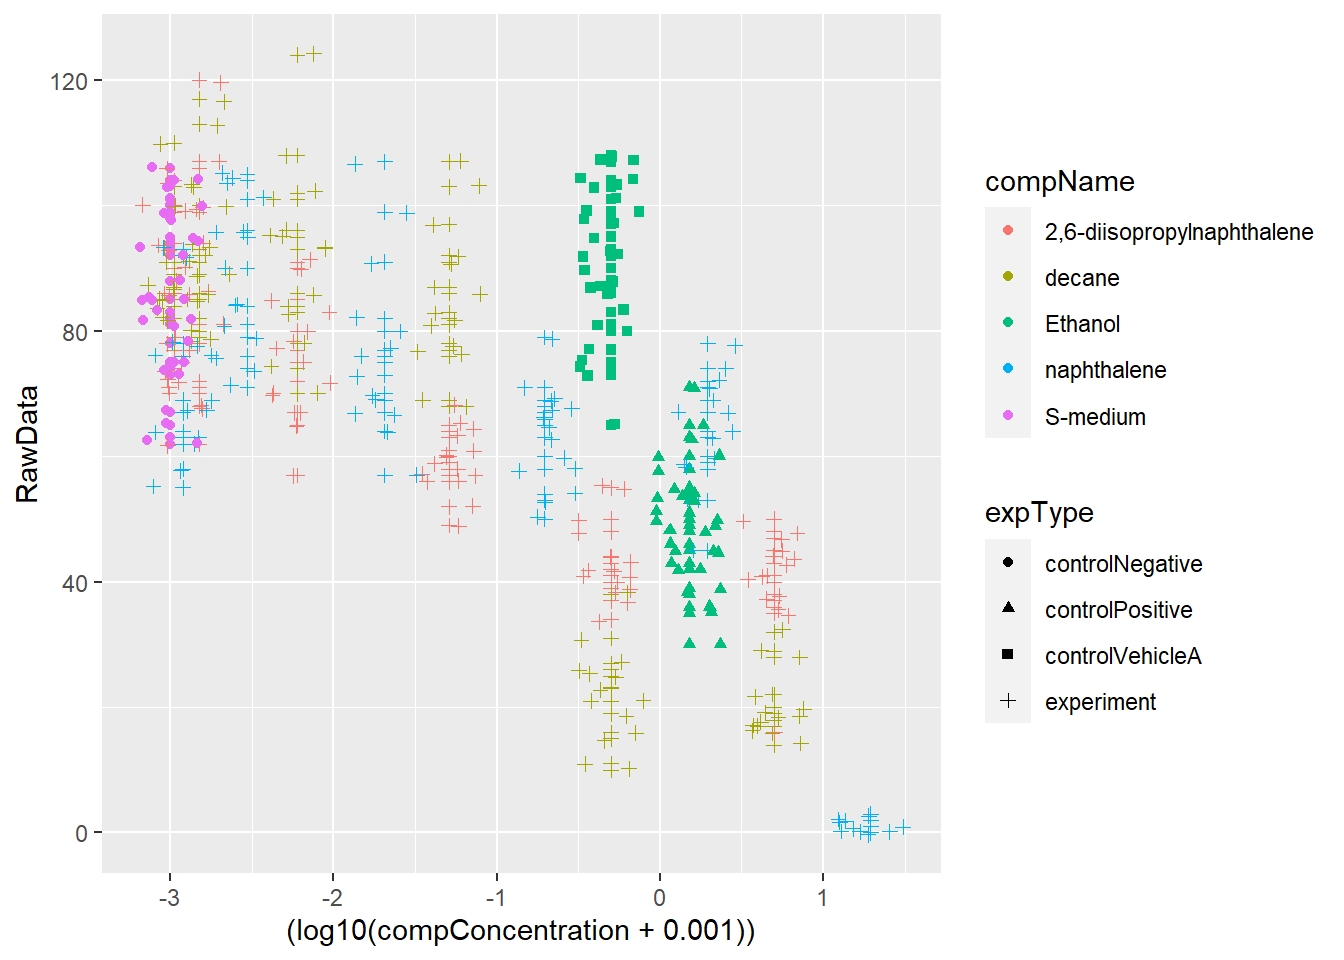 120
80
40
0
RawData
-3
-2
-1
0
1
(log10(compConcentration + 0.001))
compName
2,6-diisopropylnaphthalene
decane
Ethanol
naphthalene
S-medium
expType
controlNegative
controlPositive
controlVehicleA
experiment